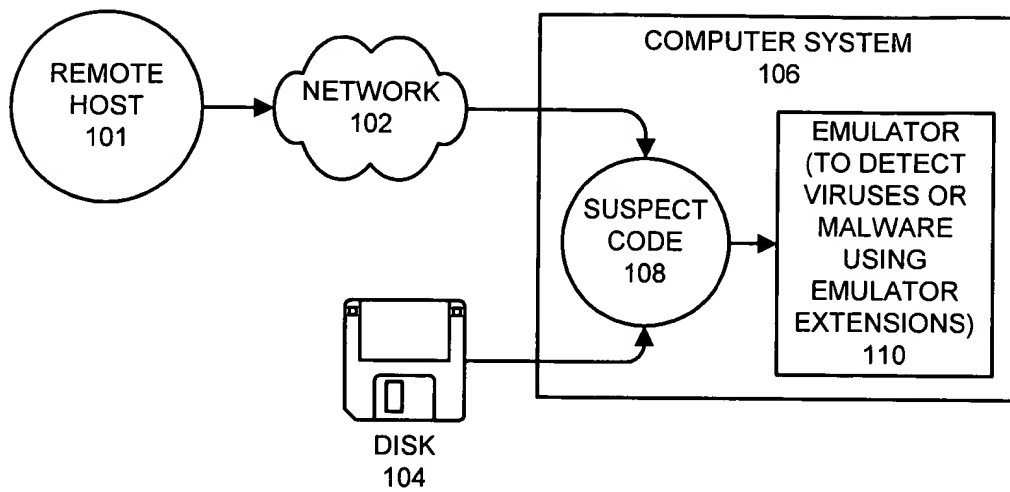 REMOTE
HOST
101
NETWORK
102
COMPUTER SYSTEM
106
SUSPECT
CODE
108
EMULATOR
(TO DETECT
VIRUSES OR
MALWARE
USING
EMULATOR
EXTENSIONS)
110
DISK
104